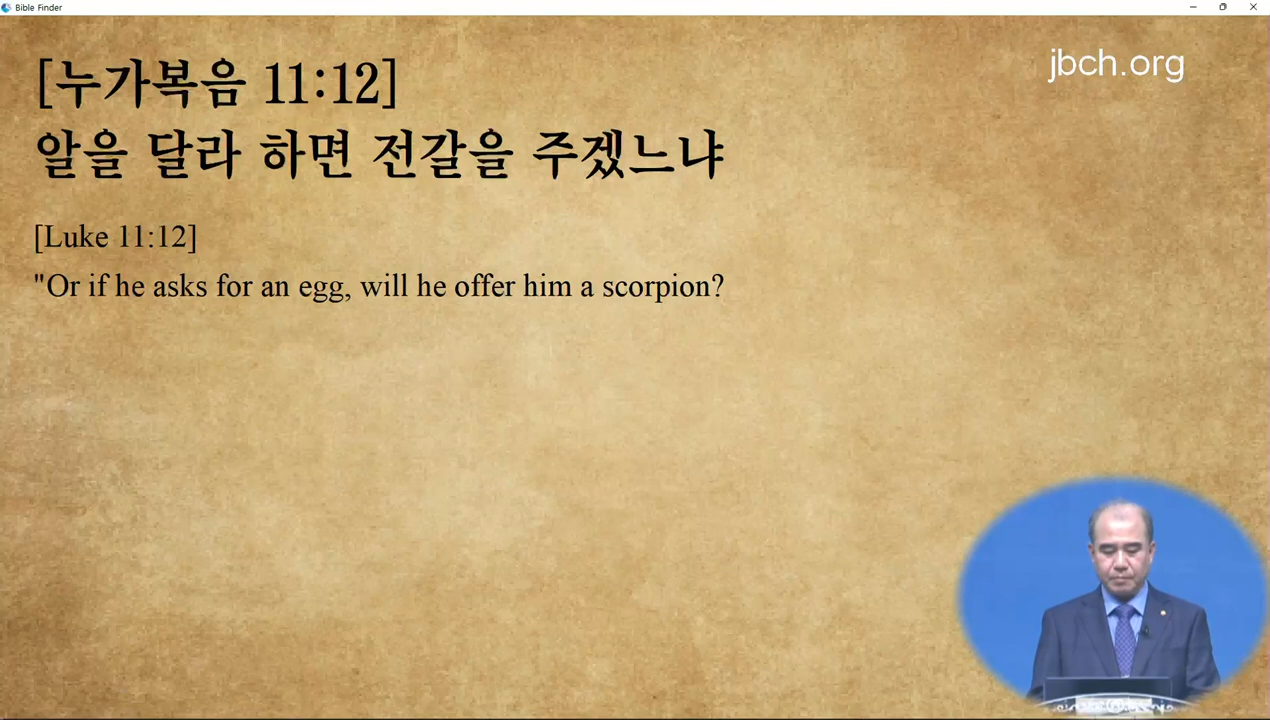 Bible Finder
jbch.org
[누가복음 11:12]
알을 달라 하면 전갈을 주겠느냐
[Luke 11:12]
"Or if he asks for an egg, will he offer him a scorpion?